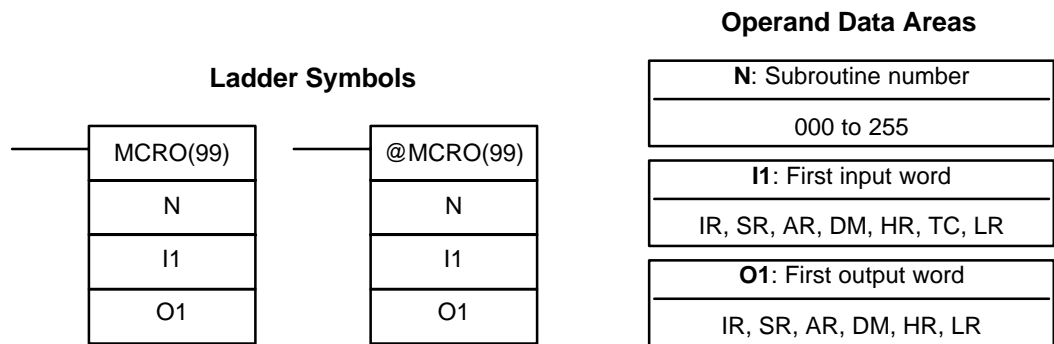 Operand Data Areas
Ladder Symbols
MCRO(99)
N
I1
O1
@MCRO(99)
N
I1
O1
N: Subroutine number
000 to 255
I1: First input word
IR, SR, AR, DM, HR, TC, LR
O1: First output word
IR, SR, AR, DM, HR, LR